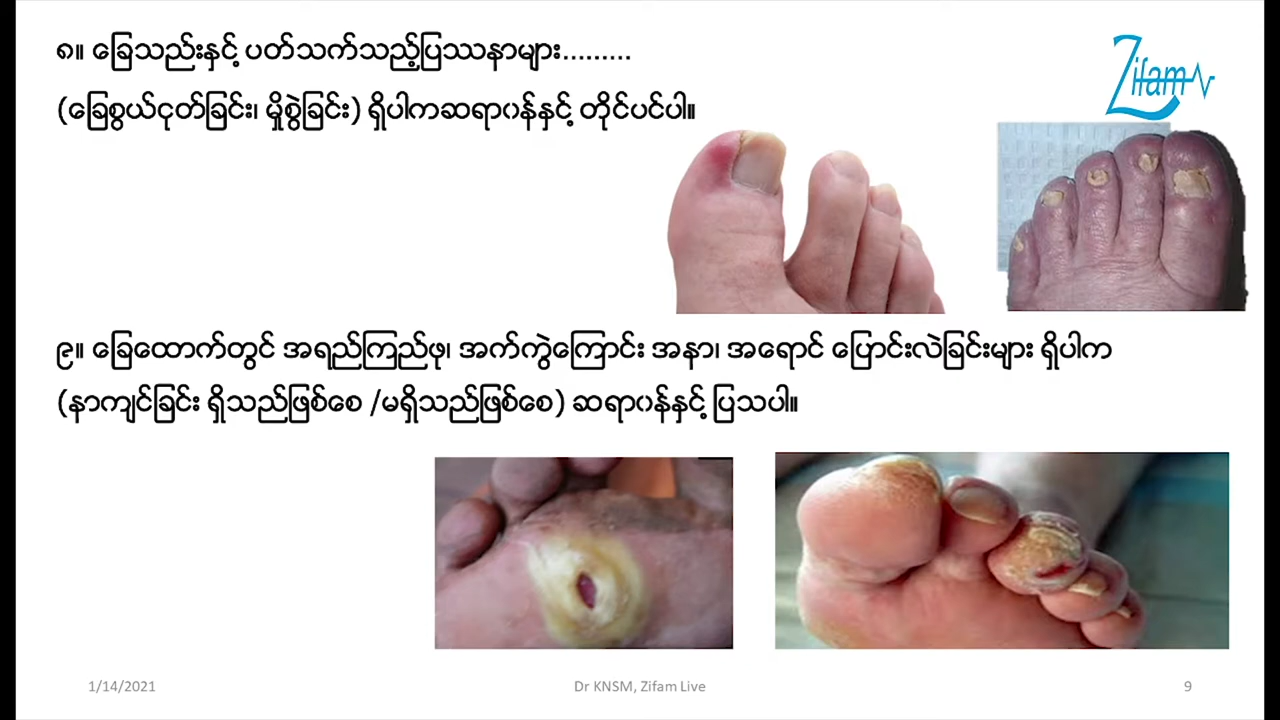 ၈။ ခြေသည်းနှင့် ပတ်သက်သည့်ပြဿနာများ.........
Zifam
(ခြေစွယ်ငုတ်ခြင်း၊ မှိုစွဲခြင်း) ရှိပါကဆရာ၀န်နှင့် တိုင်ပင်ပါ။
၉။ ခြေထောက်တွင် အရည်ကြည်ဖု၊ အက်ကွဲကြောင်း အနာ၊ အရောင် ပြောင်းလဲခြင်းများ ရှိပါက
(နာကျင်ခြင်း ရှိသည်ဖြစ်စေ /မရှိသည်ဖြစ်စေ) ဆရာ၀န်နှင့် ပြသပါ။
1/14/2021
Dr KNSM, Zifam Live
9